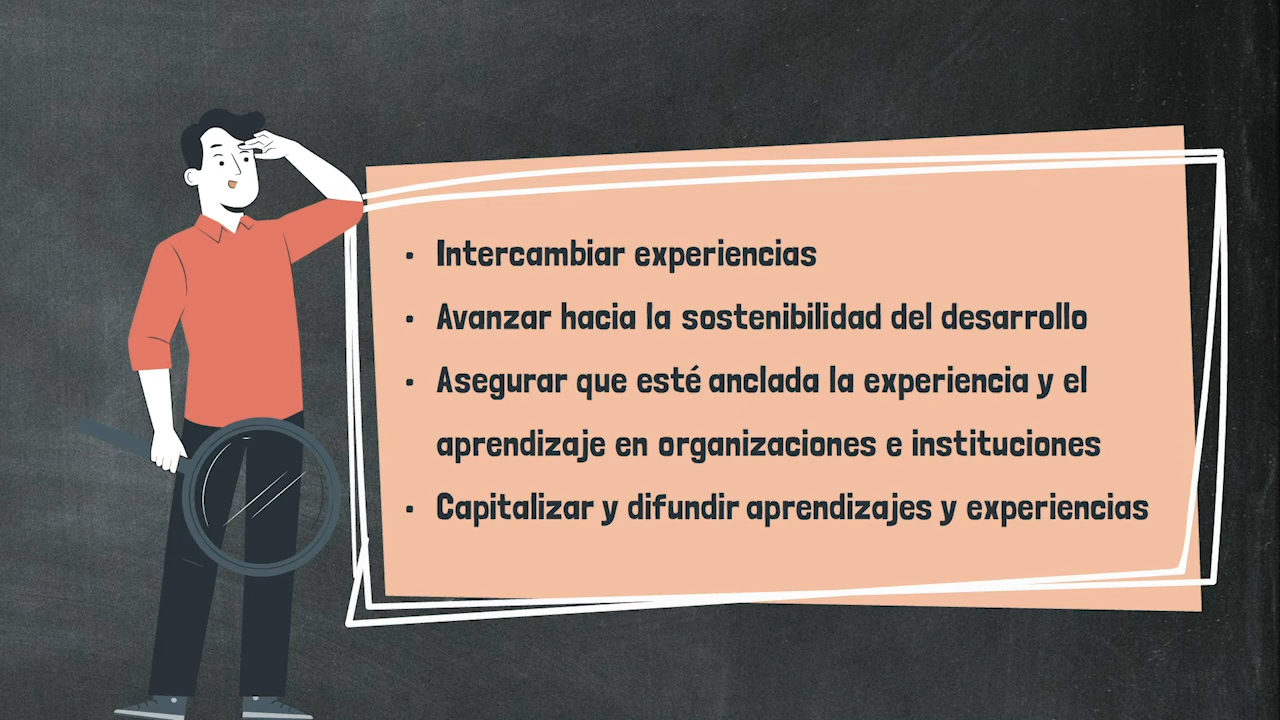 • Intercambiar experiencias
• Avanzar hacia la sostenibilidad del desarrollo
• Asegurar que esté anclada la experiencia y el
aprendizaje en organizaciones e instituciones
• Capitalizar y difundir aprendizajes y experiencias